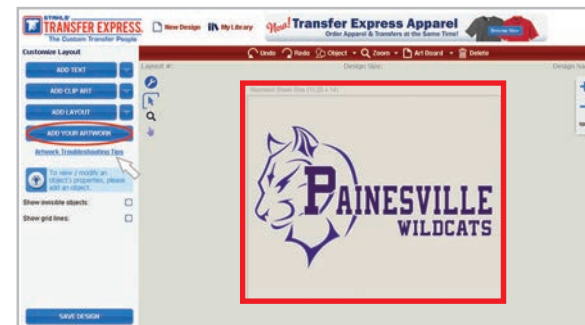 STAHLS'
TRANSFER EXPRESS.
The Custom Transfer People
New Design
My Library
New! Transfer Express Apparel
Order Apparel & Transfers at the Same Time!
Customize Layout
Undo
Redo
Object
Zoom
Art Board
Delete
ADD TEXT
Layout #:
Design Size:
ADD CLIP ART
ADD LAYOUT
ADD YOUR ARTWORK
Artwork Troubleshooting Tips
To view / modify an
object's properties, please
add an object.
Show invisible objects:
Show grid lines:
PAINESVILLE
WILDCATS
SAVE DESIGN